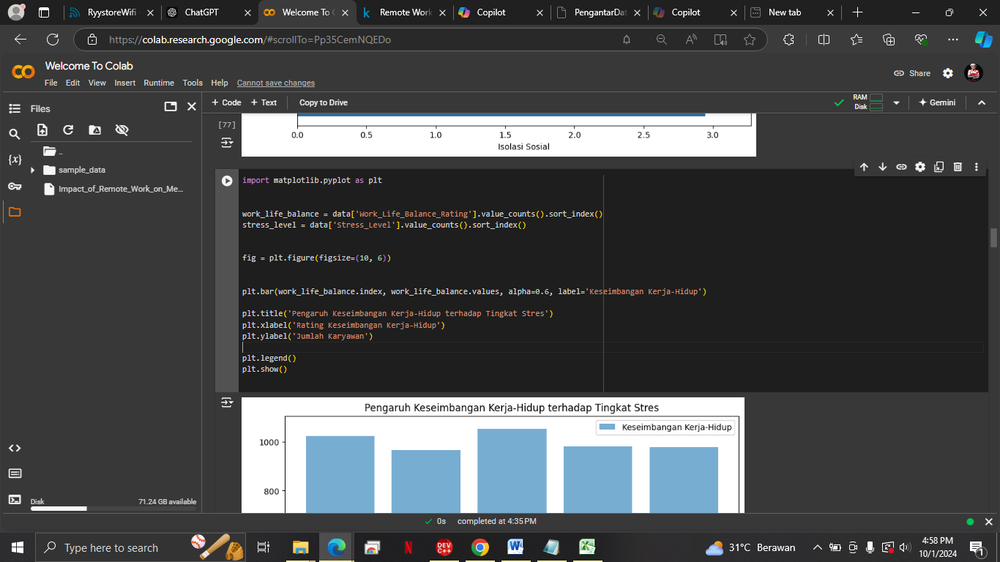 RyystoreWifi
ChatGPT
Welcome To C
Remote Work
Copilot
PengantarDat
Copilot
New tab
https://colab.research.google.com/#scrollTo=Pp35CemNQEDo
Welcome To Colab
File Edit View Insert Runtime Tools Help Cannot save changes
Share
+ Code + Text Copy to Drive
RAM
Disk
Gemini
Files
{x}
..
sample_data
Impact_of_Remote_Work_on_Me...
<>
Disk 71.24 GB available
[77]
0.0 0.5 1.0 1.5 2.0 2.5 3.0
Isolasi Sosial
import matplotlib.pyplot as plt
work_life_balance = data['Work_Life_Balance_Rating'].value_counts().sort_index()
stress_level = data['Stress_Level'].value_counts().sort_index()
fig = plt.figure(figsize=(10, 6))
plt.bar(work_life_balance.index, work_life_balance.values, alpha=0.6, label='Keseimbangan Kerja-Hidup')
plt.title('Pengaruh Keseimbangan Kerja-Hidup terhadap Tingkat Stres')
plt.xlabel('Rating Keseimbangan Kerja-Hidup')
plt.ylabel('Jumlah Karyawan')
plt.legend()
plt.show()
Pengaruh Keseimbangan Kerja-Hidup terhadap Tingkat Stres
Keseimbangan Kerja-Hidup
1000
800
0s completed at 4:35 PM
Type here to search
DEV C++
31°C Berawan
4:58 PM
10/1/2024
1